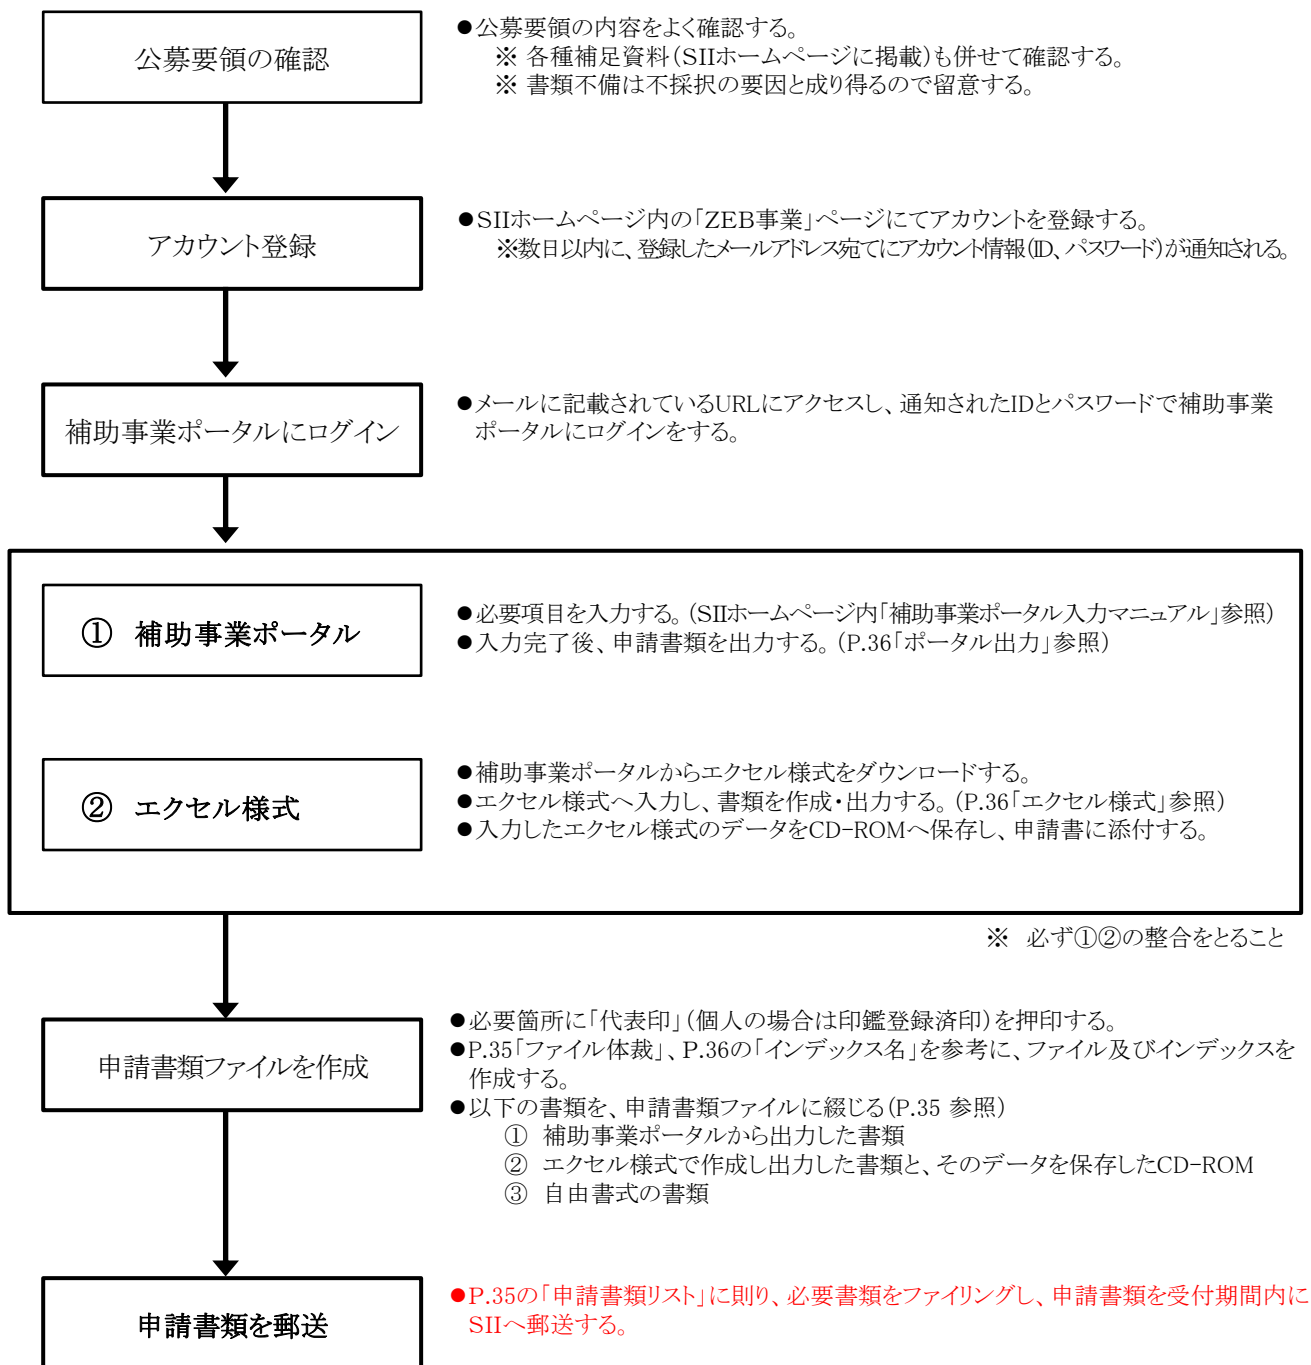 公募要領の確認
●公募要領の内容をよく確認する。
※ 各種補足資料(SIIホームページに掲載)も併せて確認する。
※ 書類不備は不採択の要因と成り得るので留意する。
アカウント登録
●SIIホームページ内の「ZEB事業」ページにてアカウントを登録する。
※数日以内に、登録したメールアドレス宛てにアカウント情報(ID、パスワード)が通知される。
補助事業ポータルにログイン
●メールに記載されているURLにアクセスし、通知されたIDとパスワードで補助事業
ポータルにログインをする。
① 補助事業ポータル
●必要項目を入力する。(SIIホームページ内「補助事業ポータル入力マニュアル」参照)
●入力完了後、申請書類を出力する。(P.36「ポータル出力」参照)
② エクセル様式
●補助事業ポータルからエクセル様式をダウンロードする。
●エクセル様式へ入力し、書類を作成・出力する。(P.36「エクセル様式」参照)
●入力したエクセル様式のデータをCD-ROMへ保存し、申請書に添付する。
※ 必ず①②の整合をとること
申請書類ファイルを作成
●必要箇所に「代表印」(個人の場合は印鑑登録済印)を押印する。
●P.35「ファイル体裁」、P.36の「インデックス名」を参考に、ファイル及びインデックスを
作成する。
●以下の書類を、申請書類ファイルに綴じる(P.35 参照)
① 補助事業ポータルから出力した書類
② エクセル様式で作成し出力した書類と、そのデータを保存したCD-ROM
③ 自由書式の書類
申請書類を郵送
●P.35の「申請書類リスト」に則り、必要書類をファイリングし、申請書類を受付期間内に
SIIへ郵送する。